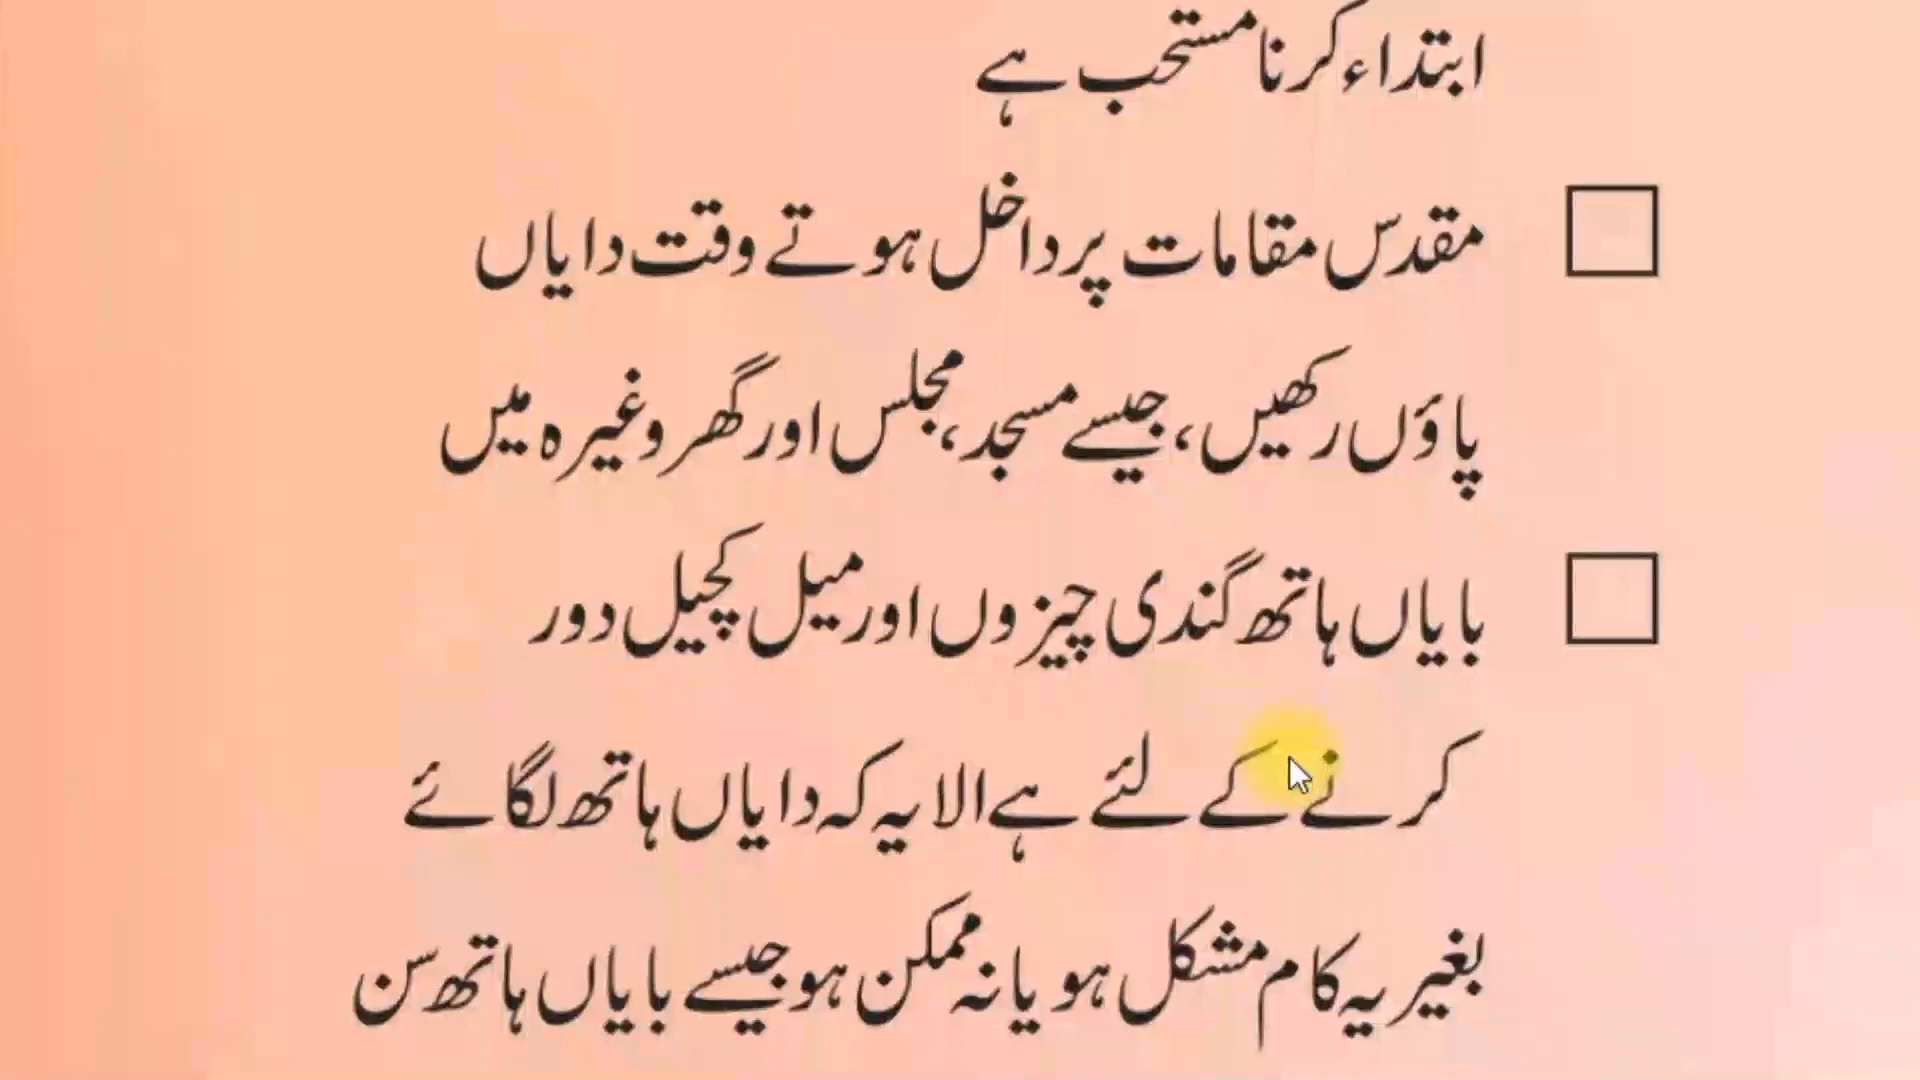 ابتداء کرنا مستحب ہے
مقدس مقامات پر داخل ہوتے وقت دایاں
پاؤں رکھیں، جیسے مسجد، مجلس اور گھر وغیرہ میں
بایاں ہاتھ گندی چیزوں اور میل کچیل دور
کرنے کے لئے ہے الا یہ کہ دایاں ہاتھ لگائے
بغیر یہ کام مشکل ہو یا نہ ممکن ہو جیسے بایاں ہاتھ سن